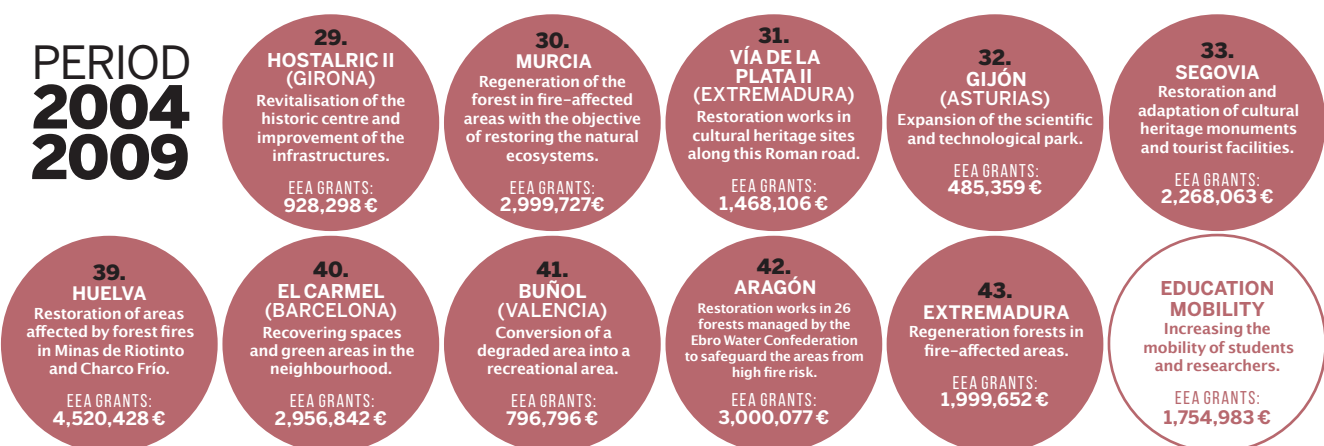 PERIOD
2004
2009
29.
HOSTALRIC II
(GIRONA)
Revitalisation of the
historic centre and
improvement of the
infrastructures.
EEA GRANTS:
928,298 €
30.
MURCIA
Regeneration of the
forest in fire-affected
areas with the objective
of restoring the natural
ecosystems.
EEA GRANTS:
2,999,727€
31.
VÍA DE LA
PLATA II
(EXTREMADURA)
Restoration works in
cultural heritage sites
along this Roman road.
EEA GRANTS:
1,468,106 €
32.
GIJÓN
(ASTURIAS)
Expansion of the scientific
and technological park.
EEA GRANTS:
485,359 €
33.
SEGOVIA
Restoration and
adaptation of cultural
heritage monuments
and tourist facilities.
EEA GRANTS:
2,268,063 €
39.
HUELVA
Restoration of areas
affected by forest fires
in Minas de Riotinto
and Charco Frío.
EEA GRANTS:
4,520,428 €
40.
EL CARMEL
(BARCELONA)
Recovering spaces
and green areas in the
neighbourhood.
EEA GRANTS:
2,956,842 €
41.
BUÑOL
(VALENCIA)
Conversion of a
degraded area into a
recreational area.
EEA GRANTS:
796,796 €
42.
ARAGÓN
Restoration works in 26
forests managed by the
Ebro Water Confederation
to safeguard the areas from
high fire risk.
EEA GRANTS:
3,000,077 €
43.
EXTREMADURA
Regeneration forests in
fire-affected areas.
EEA GRANTS:
1,999,652 €
EDUCATION
MOBILITY
Increasing the
mobility of students
and researchers.
EEA GRANTS:
1,754,983 €